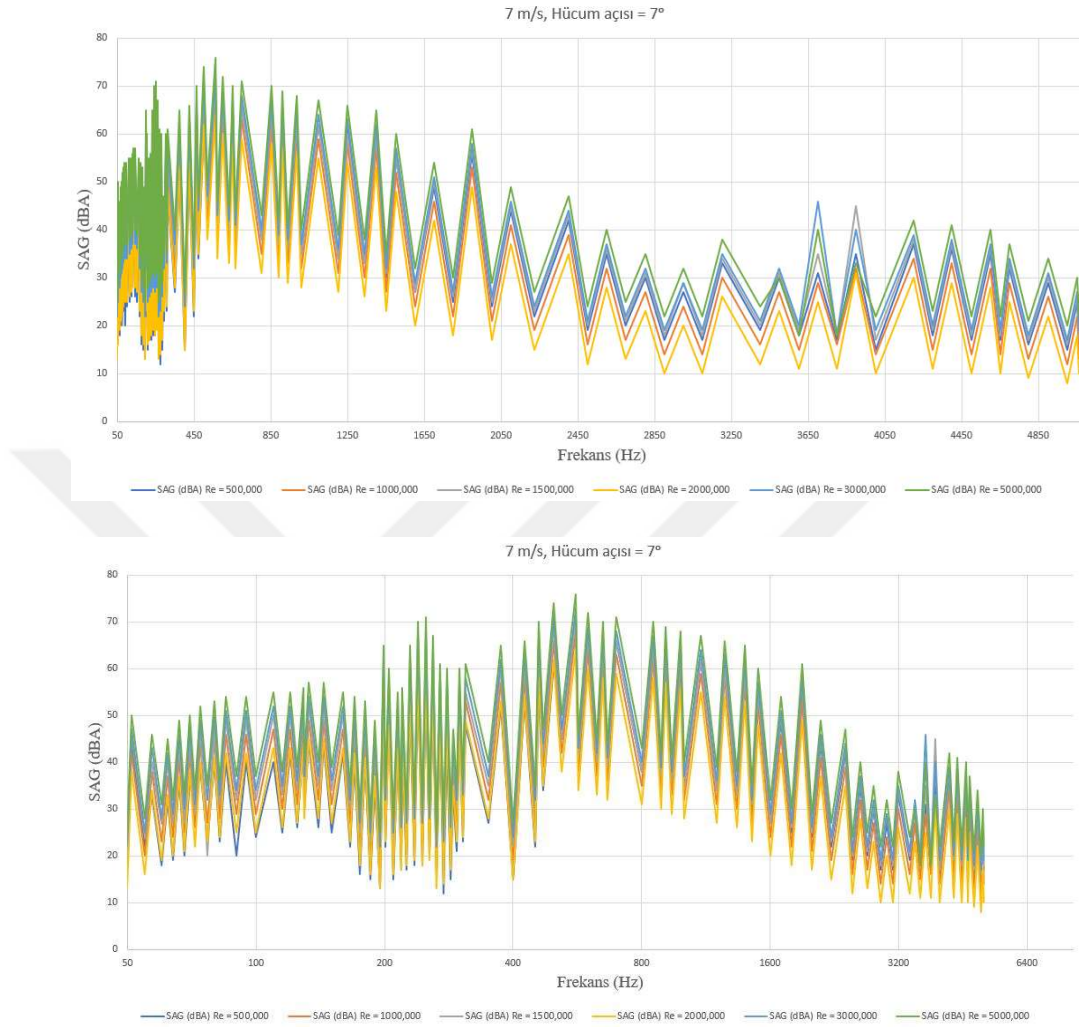 7 m/s, Hücum açısı = 7°
80
70
60
50
40
30
20
10
0
SAG (dBA)
50 450 850 1250 1650 2050 2450 2850 3250 3650 4050 4450 4850
Frekans (Hz)
SAG (dBA) Re = 500,000 SAG (dBA) Re = 1000,000 SAG (dBA) Re = 1500,000 SAG (dBA) Re = 2000,000 SAG (dBA) Re = 3000,000 SAG (dBA) Re = 5000,000
7 m/s, Hücum açısı = 7°
80
70
60
50
40
30
20
10
0
SAG (dBA)
50 100 200 400 800 1600 3200 6400
Frekans (Hz)
SAG (dBA) Re = 500,000 SAG (dBA) Re = 1000,000 SAG (dBA) Re = 1500,000 SAG (dBA) Re = 2000,000 SAG (dBA) Re = 3000,000 SAG (dBA) Re = 5000,000